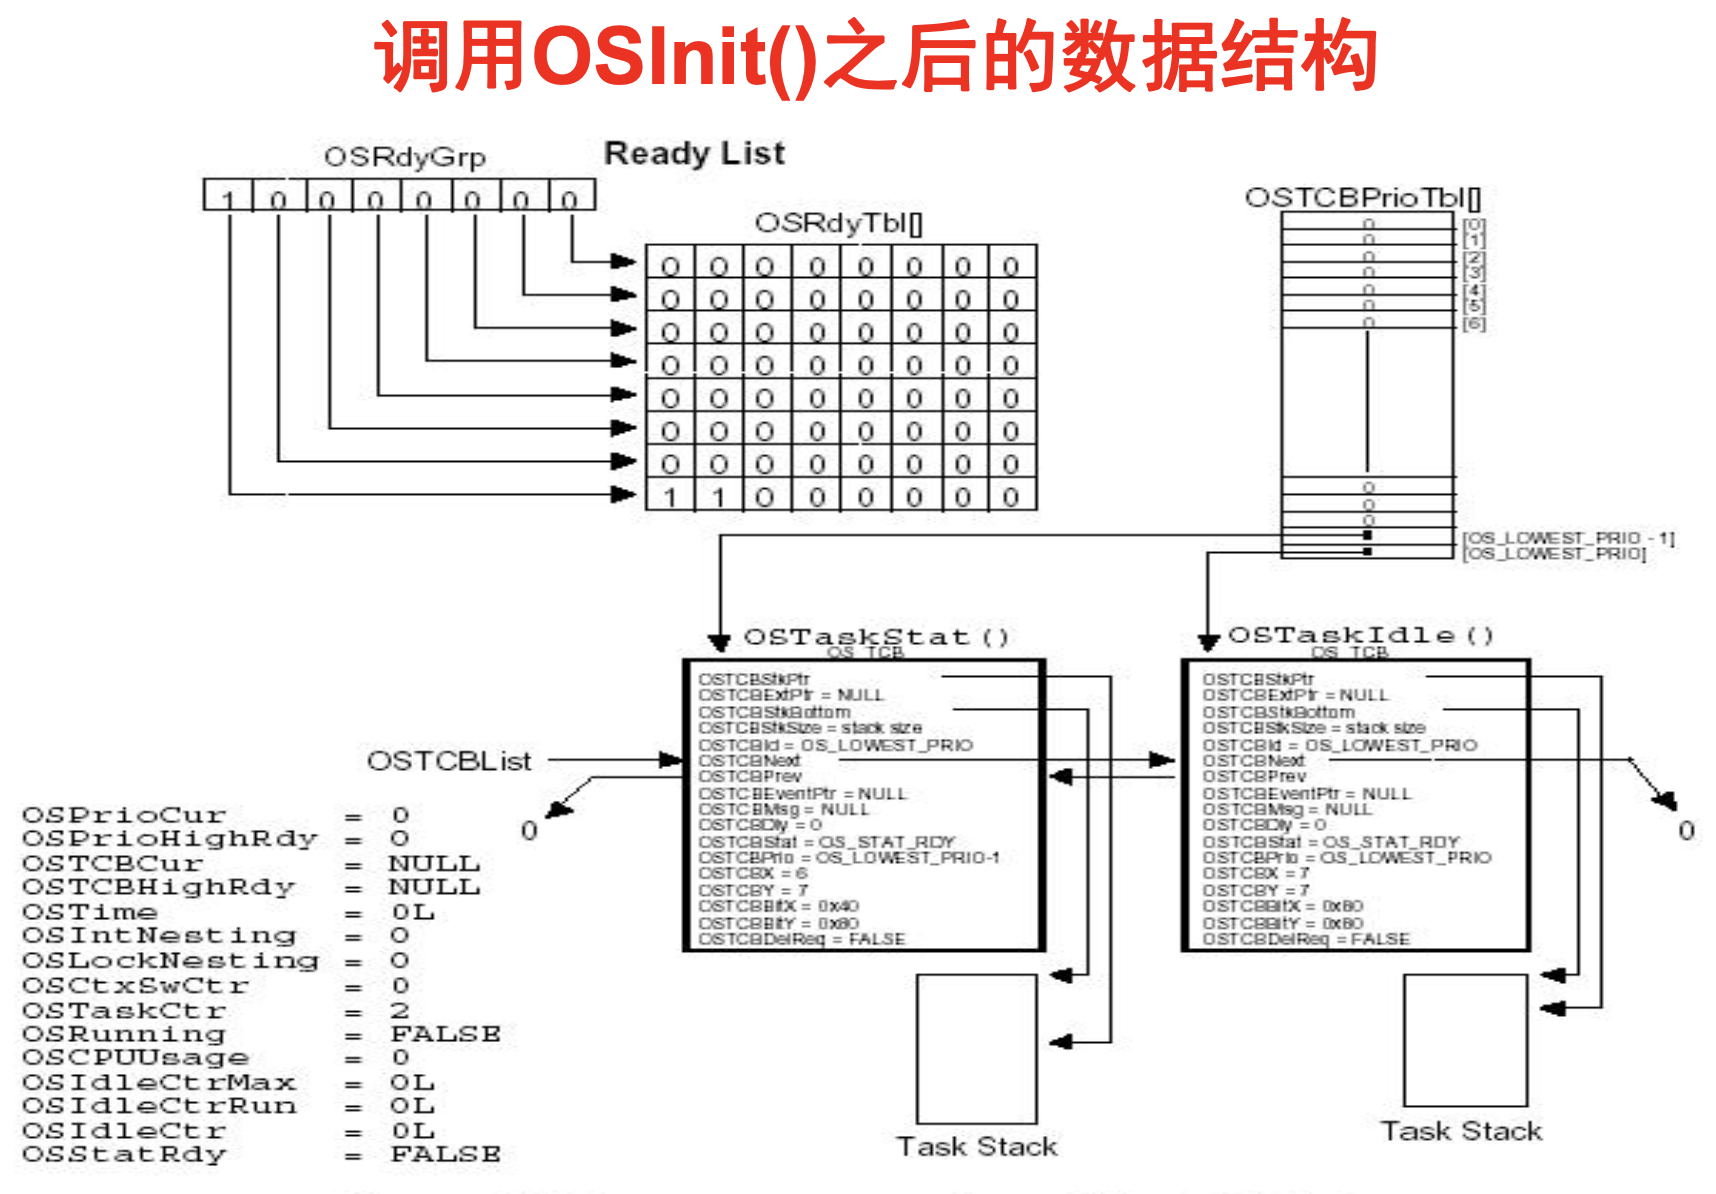 调用OSInit()之后的数据结构
OSRdyGrp
Ready List
1 0 0 0 0 0 0 0
OSRdyTbl[]
0 0 0 0 0 0 0 0
0 0 0 0 0 0 0 0
0 0 0 0 0 0 0 0
0 0 0 0 0 0 0 0
0 0 0 0 0 0 0 0
0 0 0 0 0 0 0 0
0 0 0 0 0 0 0 0
1 1 0 0 0 0 0 0
OSTCBPrioTbl[]
0 [0]
0 [1]
0 [2]
0 [3]
0 [4]
0 [5]
0 [6]
0
0
0
[OS_LOWEST_PRIO - 1]
[OS_LOWEST_PRIO]
OSTaskStat()
OS_TCB
OSTCBStkPtr
OSTCBExtPtr = NULL
OSTCBStkBottom
OSTCBStkSize = stack size
OSTCBId = OS_LOWEST_PRIO
OSTCBNext
OSTCBPrev
OSTCBEventPtr = NULL
OSTCBMsg = NULL
OSTCBDly = 0
OSTCBStat = OS_STAT_RDY
OSTCBPrio = OS_LOWEST_PRIO-1
OSTCBX = 6
OSTCBY = 7
OSTCBBitX = 0x40
OSTCBBitY = 0x80
OSTCBDelReq = FALSE
OSTaskIdle()
OS_TCB
OSTCBStkPtr
OSTCBExtPtr = NULL
OSTCBStkBottom
OSTCBStkSize = stack size
OSTCBId = OS_LOWEST_PRIO
OSTCBNext
OSTCBPrev
OSTCBEventPtr = NULL
OSTCBMsg = NULL
OSTCBDly = 0
OSTCBStat = OS_STAT_RDY
OSTCBPrio = OS_LOWEST_PRIO
OSTCBX = 7
OSTCBY = 7
OSTCBBitX = 0x80
OSTCBBitY = 0x80
OSTCBDelReq = FALSE
OSTCBList
0
0
OSPrioCur = 0
OSPrioHighRdy = 0
OSTCBCur = NULL
OSTCBHighRdy = NULL
OSTime = 0L
OSIntNesting = 0
OSLockNesting = 0
OSCtxSwCtr = 0
OSTaskCtr = 2
OSRunning = FALSE
OSCPUUsage = 0
OSIdleCtrMax = 0L
OSIdleCtrRun = 0L
OSIdleCtr = 0L
OSStatRdy = FALSE
Task Stack
Task Stack